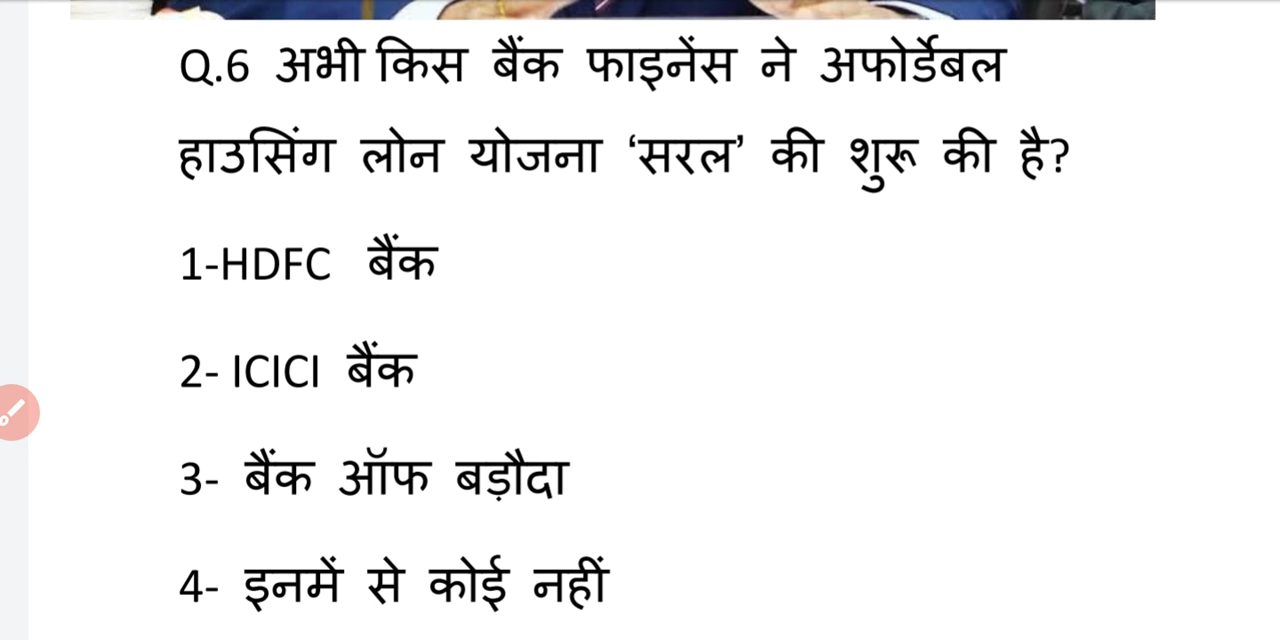 Q.6 अभी किस बैंक फाइनेंस ने अफोर्डेबल
हाउसिंग लोन योजना ‘सरल’ की शुरू की है?
1-HDFC बैंक
2- ICICI बैंक
3- बैंक ऑफ बड़ौदा
4- इनमें से कोई नहीं